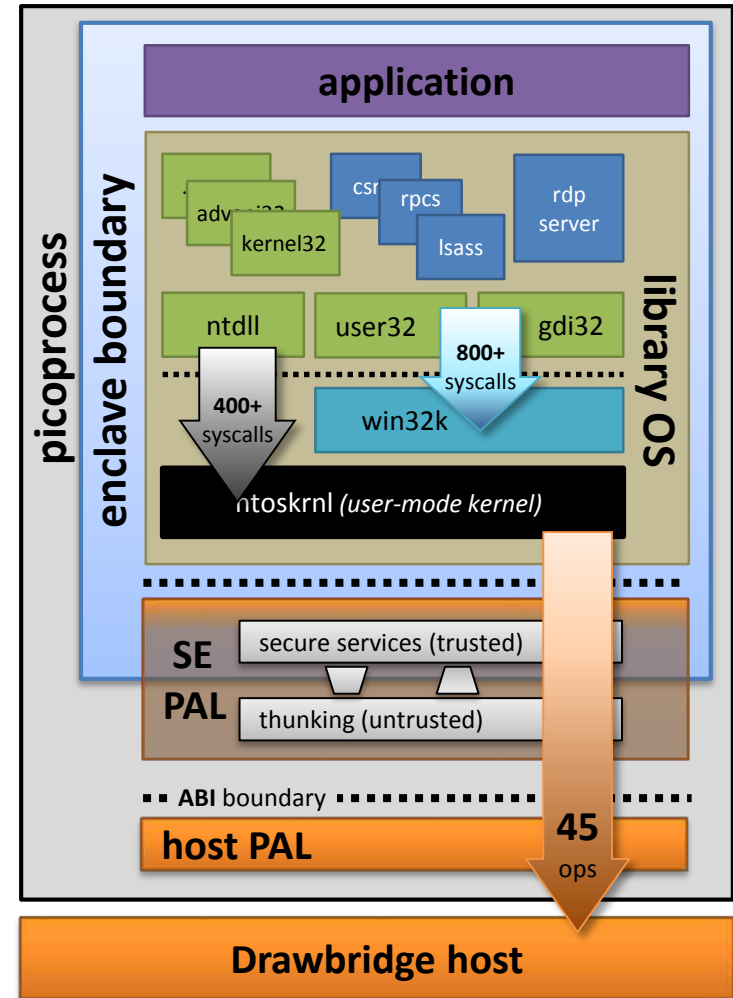 application
picoprocess
enclave boundary
library OS
kernel32
rpcs
lsass
rdp
server
ntdll
user32
gdi32
800+
syscalls
400+
syscalls
win32k
ntoskrnl (user-mode kernel)
SE
PAL
secure services (trusted)
thunking (untrusted)
ABI boundary
host PAL
45
ops
Drawbridge host